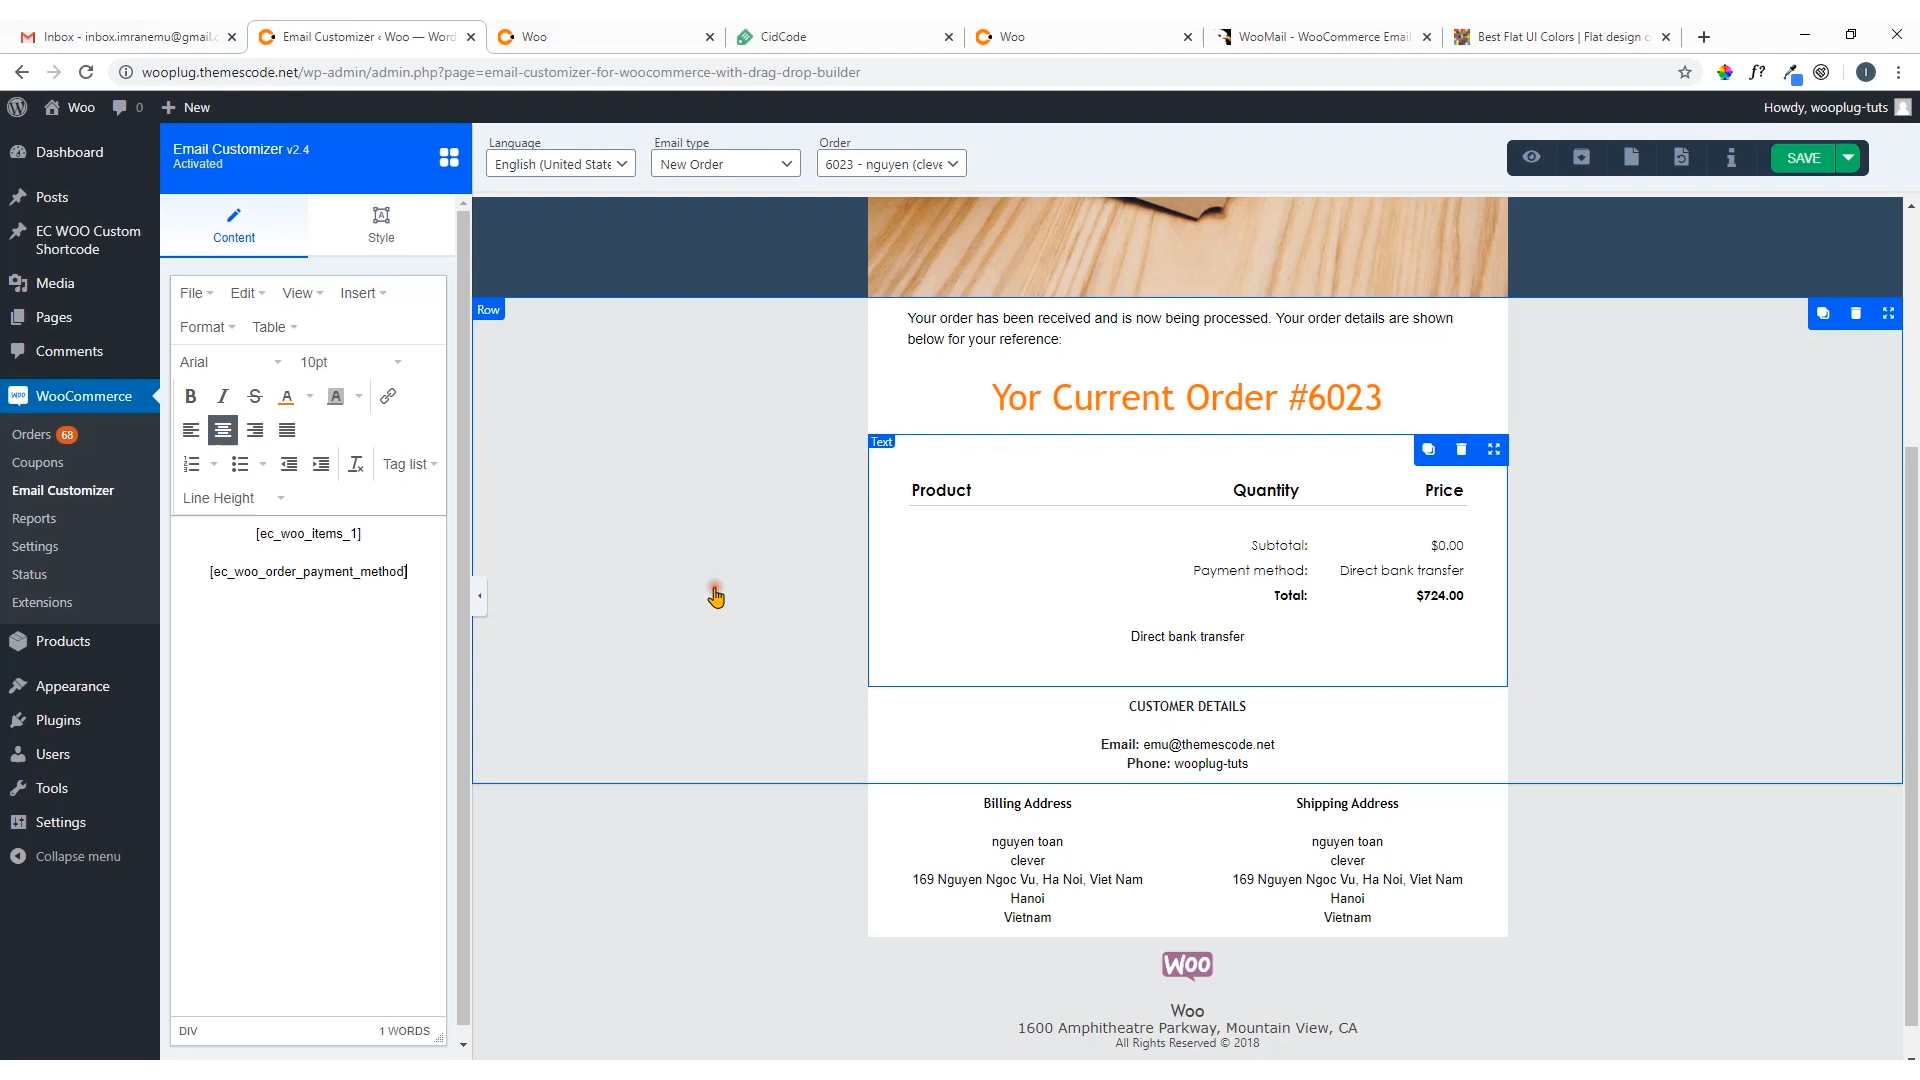 Inbox - inbox.imranemu@gmail.c
Email Customizer ‹ Woo — Word
Woo
CidCode
Woo
WooMail - WooCommerce Email
Best Flat UI Colors | Flat design c
wooplug.themescode.net/wp-admin/admin.php?page=email-customizer-for-woocommerce-with-drag-drop-builder
f?
I
Woo
0
New
Howdy, wooplug-tuts
Dashboard
Posts
EC WOO Custom
Shortcode
Media
Pages
Comments
WooCommerce
Orders 68
Coupons
Email Customizer
Reports
Settings
Status
Extensions
Products
Appearance
Plugins
Users
Tools
Settings
Collapse menu
Email Customizer v2.4
Activated
Language
English (United State
Email type
New Order
Order
6023 - nguyen (cleve
SAVE
Content
Style
File
Edit
View
Insert
Format
Table
Arial
10pt
Tag list
Line Height
[ec_woo_items_1]
[ec_woo_order_payment_method]
DIV
1 WORDS
Row
Your order has been received and is now being processed. Your order details are shown
below for your reference:
Yor Current Order #6023
Text
Product Quantity Price
Subtotal: $0.00
Payment method: Direct bank transfer
Total: $724.00
Direct bank transfer
CUSTOMER DETAILS
Email: emu@themescode.net
Phone: wooplug-tuts
Billing Address
nguyen toan
clever
169 Nguyen Ngoc Vu, Ha Noi, Viet Nam
Hanoi
Vietnam
Shipping Address
nguyen toan
clever
169 Nguyen Ngoc Vu, Ha Noi, Viet Nam
Hanoi
Vietnam
Woo
Woo
1600 Amphitheatre Parkway, Mountain View, CA
All Rights Reserved © 2018